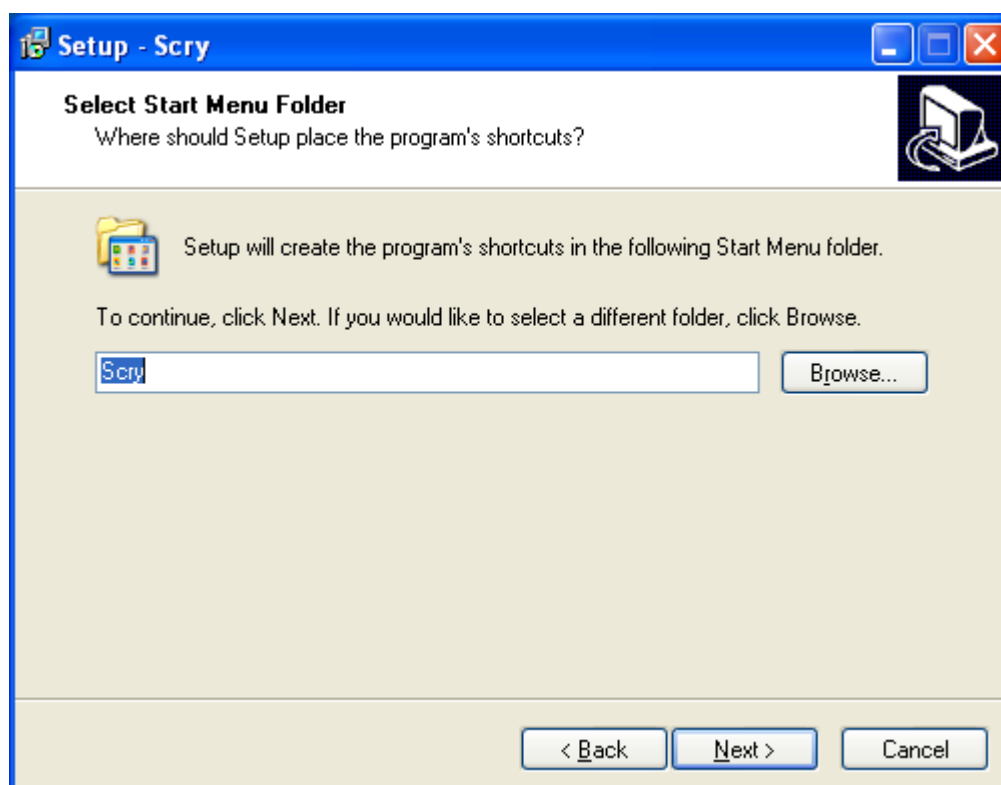 Setup - Scry
Select Start Menu Folder
Where should Setup place the program's shortcuts?
Setup will create the program's shortcuts in the following Start Menu folder.
To continue, click Next. If you would like to select a different folder, click Browse.
Scry
Browse...
< Back
Next >
Cancel